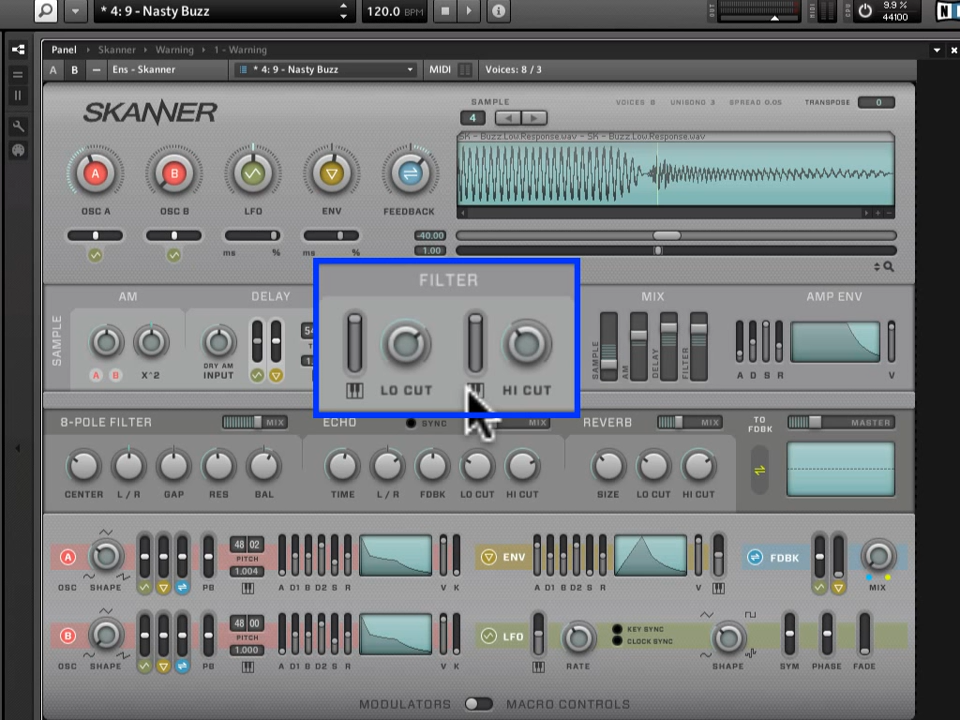 * 4: 9 - Nasty Buzz
120.0 BPM
9.9 %
44100
Panel Skanner Warning 1 - Warning
A B Ens - Skanner * 4: 9 - Nasty Buzz MIDI Voices: 8 / 3
SKANNER
SAMPLE
4
VOICES 8 UNISONO 3 SPREAD 0.05 TRANSPOSE 0
SK - Buzz.Low.Response.wav - SK - Buzz.Low.Response.wav
A B
OSC A OSC B LFO ENV FEEDBACK
ms % ms %
-40.00
1.00
AM DELAY FILTER MIX AMP ENV
SAMPLE
A B X^2
DRY AM
INPUT
LO CUT HI CUT
SAMPLE AM DELAY FILTER
A D S R V
8-POLE FILTER MIX ECHO SYNC MIX REVERB MIX
TO
FDBK
MASTER
CENTER L / R GAP RES BAL TIME L / R FDBK LO CUT HI CUT SIZE LO CUT HI CUT
A
OSC SHAPE PB
48 02
PITCH
1.004
A D1 B D2 S R V K
ENV
A D1 B D2 S R V
FDBK
MIX
B
OSC SHAPE PB
48 00
PITCH
1.000
A D1 B D2 S R V K
LFO
RATE
KEY SYNC
CLOCK SYNC
SHAPE SYM PHASE FADE
MODULATORS MACRO CONTROLS